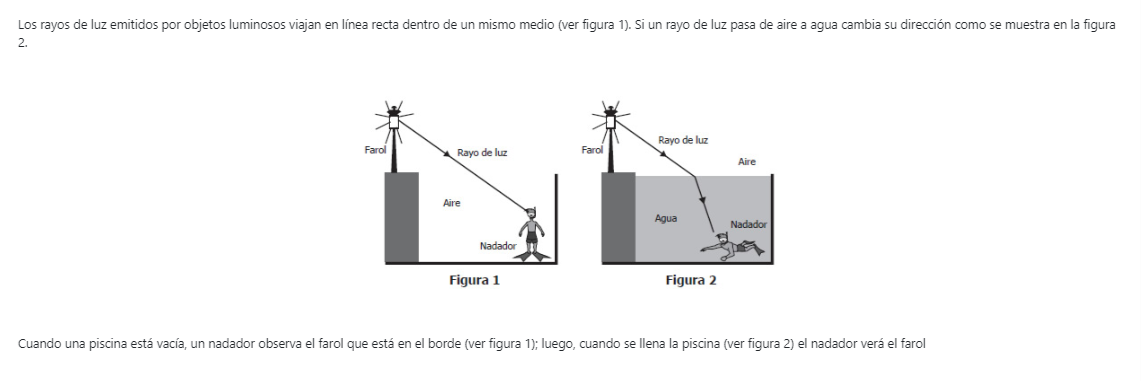 Los rayos de luz emitidos por objetos luminosos viajan en línea recta dentro de un mismo medio (ver figura 1). Si un rayo de luz pasa de aire a agua cambia su dirección como se muestra en la figura
2.
Farol
Rayo de luz
Aire
Nadador
Figura 1
Farol
Rayo de luz
Aire
Agua
Nadador
Figura 2
Cuando una piscina está vacía, un nadador observa el farol que está en el borde (ver figura 1); luego, cuando se llena la piscina (ver figura 2) el nadador verá el farol